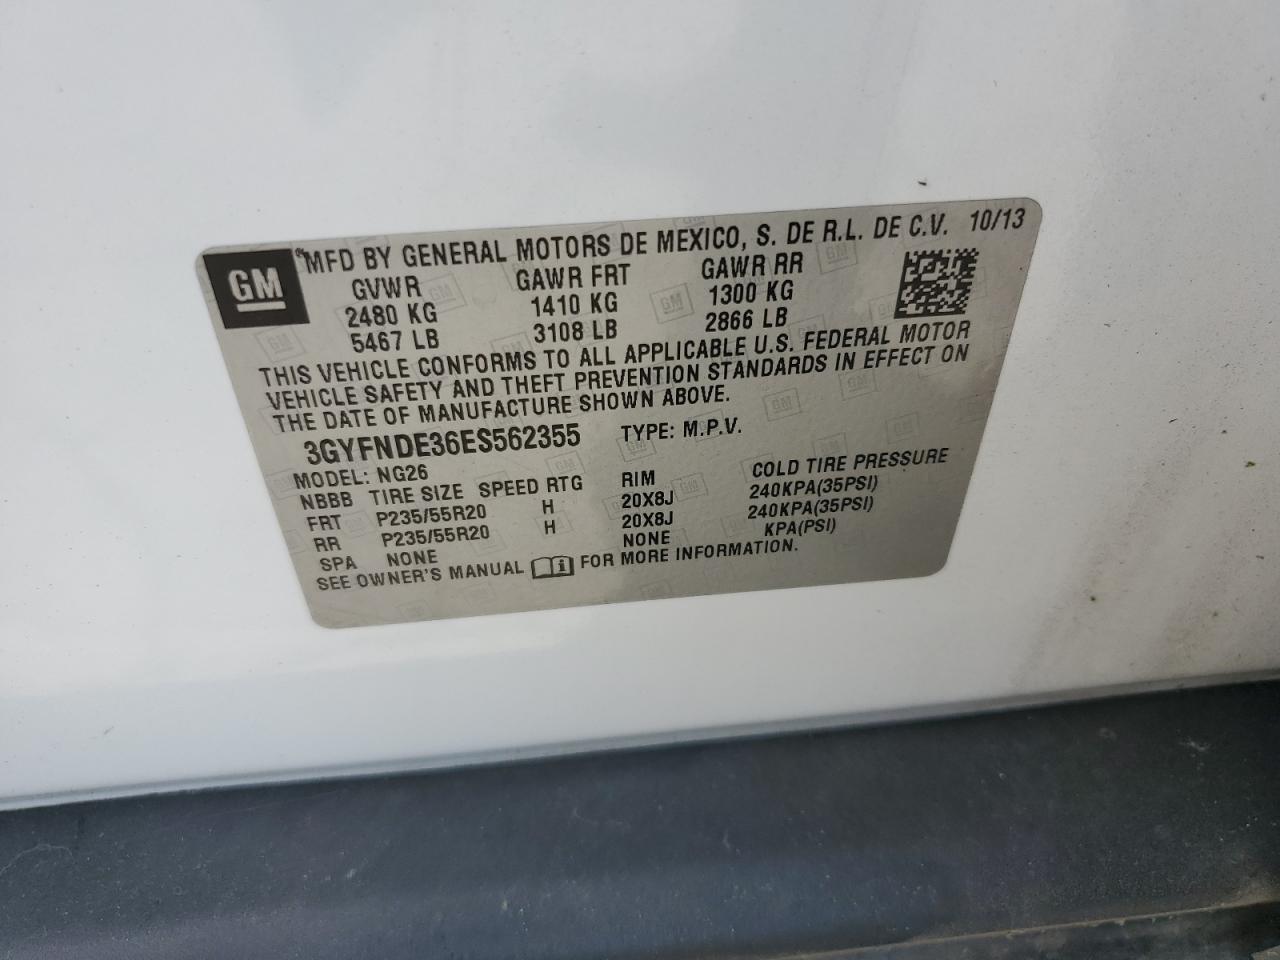 GM
MFD BY GENERAL MOTORS DE MEXICO, S. DE R.L. DE C.V. 10/13
GVWR GAWR FRT GAWR RR
2480 KG 1410 KG 1300 KG
5467 LB 3108 LB 2866 LB
THIS VEHICLE CONFORMS TO ALL APPLICABLE U.S. FEDERAL MOTOR
VEHICLE SAFETY AND THEFT PREVENTION STANDARDS IN EFFECT ON
THE DATE OF MANUFACTURE SHOWN ABOVE.
3GYFNDE36ES562355 TYPE: M.P.V.
MODEL: NG26
NBBB TIRE SIZE SPEED RTG RIM COLD TIRE PRESSURE
FRT P235/55R20 H 20X8J 240KPA(35PSI)
RR P235/55R20 H 20X8J 240KPA(35PSI)
SPA NONE NONE KPA(PSI)
SEE OWNER'S MANUAL FOR MORE INFORMATION.